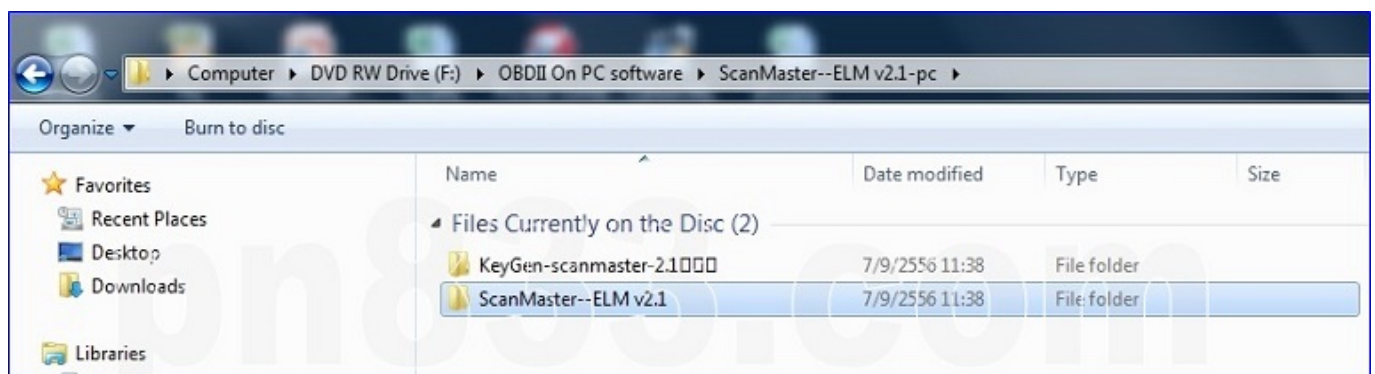 Computer ▸ DVD RW Drive (F:) ▸ OBDII On PC software ▸ ScanMaster--ELM v2.1-pc ▸
Organize ▾ Burn to disc
Name Date modified Type Size
Favorites
Recent Places
Desktop
Downloads
Libraries
Files Currently on the Disc (2)
KeyGen-scanmaster-2.1□□□ 7/9/2556 11:38 File folder
ScanMaster--ELM v2.1 7/9/2556 11:38 File folder
pn833.com